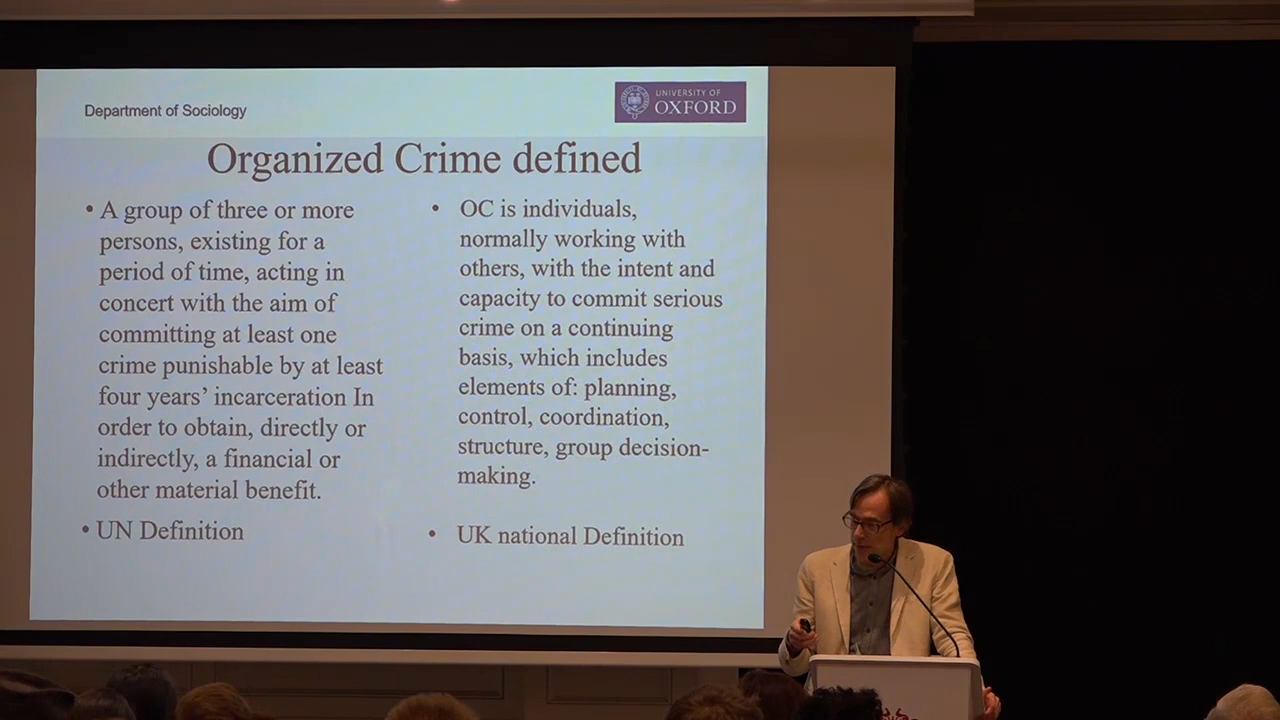 Department of Sociology
UNIVERSITY OF
OXFORD
Organized Crime defined
• A group of three or more
persons, existing for a
period of time, acting in
concert with the aim of
committing at least one
crime punishable by at least
four years’ incarceration In
order to obtain, directly or
indirectly, a financial or
other material benefit.
• UN Definition
• OC is individuals,
normally working with
others, with the intent and
capacity to commit serious
crime on a continuing
basis, which includes
elements of: planning,
control, coordination,
structure, group decision-
making.
• UK national Definition